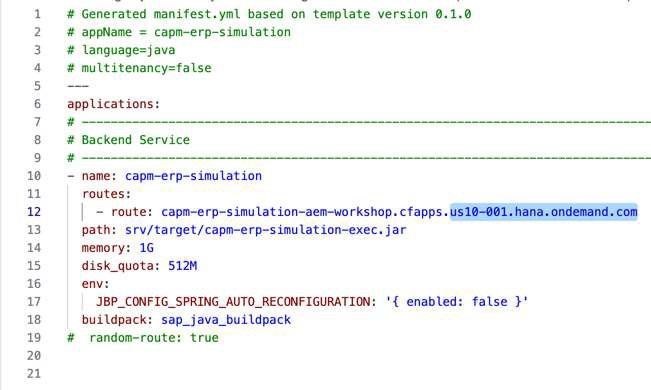 1 # Generated manifest.yml based on template version 0.1.0
2 # appName = capm-erp-simulation
3 # language=java
4 # multitenancy=false
5 ---
6 applications:
7 # -----------------------------------------------------------------------------
8 # Backend Service
9 # -----------------------------------------------------------------------------
10 - name: capm-erp-simulation
11 routes:
12 - route: capm-erp-simulation-aem-workshop.cfapps.us10-001.hana.ondemand.com
13 path: srv/target/capm-erp-simulation-exec.jar
14 memory: 1G
15 disk_quota: 512M
16 env:
17 JBP_CONFIG_SPRING_AUTO_RECONFIGURATION: '{ enabled: false }'
18 buildpack: sap_java_buildpack
19 #  random-route: true
20
21